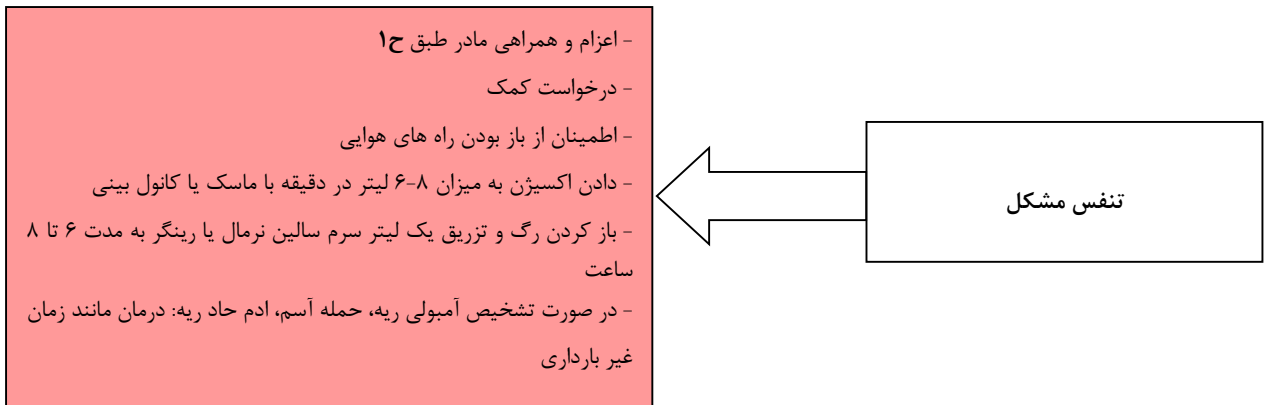 تنفس مشکل
- اعزام و همراهی مادر طبق ح۱
- درخواست کمک
- اطمینان از باز بودن راه های هوایی
- دادن اکسیژن به میزان ۸-۶ لیتر در دقیقه با ماسک یا کانول بینی
- باز کردن رگ و تزریق یک لیتر سرم سالین نرمال یا رینگر به مدت ۶ تا ۸
ساعت
- در صورت تشخیص آمبولی ریه، حمله آسم، ادم حاد ریه: درمان مانند زمان
غیر بارداری